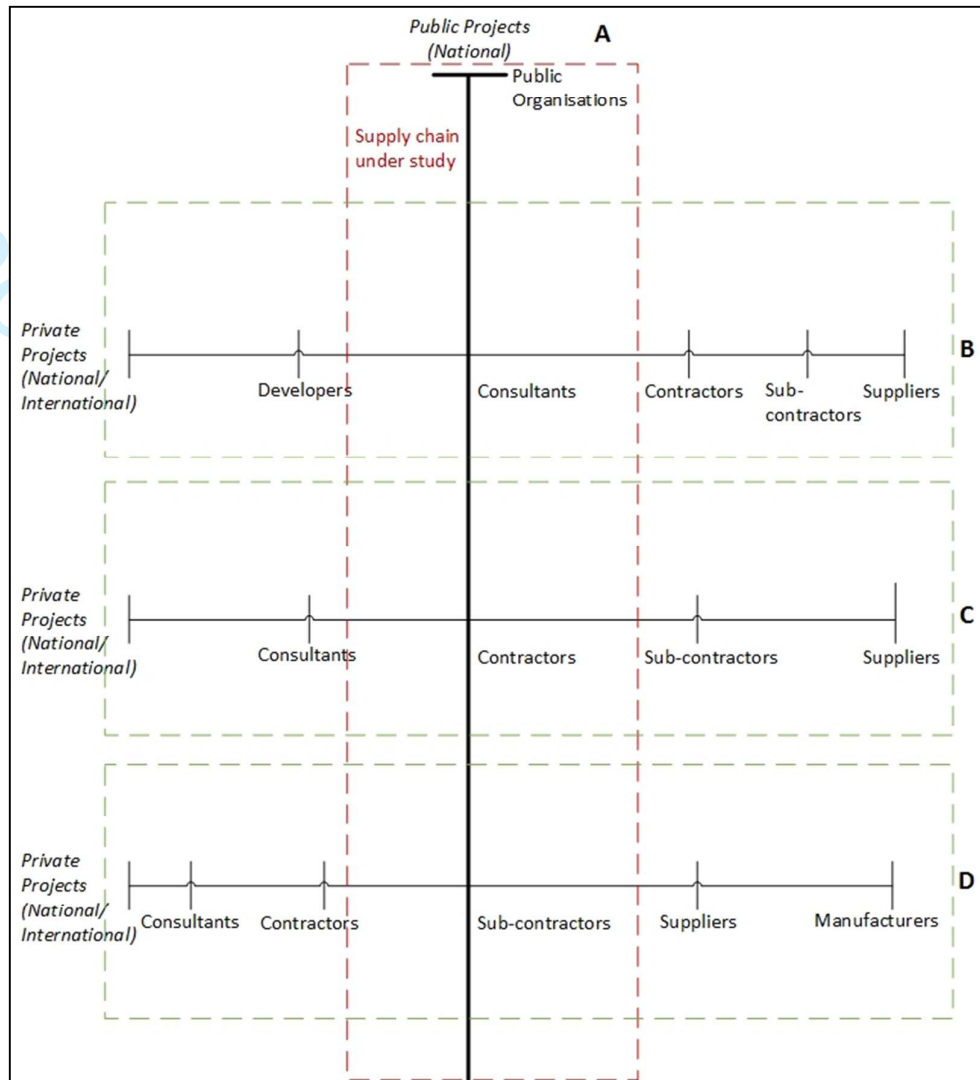 Public Projects
(National)
A
Public
Organisations
Supply chain
under study
Private
Projects
(National/
International)
B
Developers
Consultants
Contractors
Sub-
contractors
Suppliers
Private
Projects
(National/
International)
C
Consultants
Contractors
Sub-contractors
Suppliers
Private
Projects
(National/
International)
D
Consultants
Contractors
Sub-contractors
Suppliers
Manufacturers